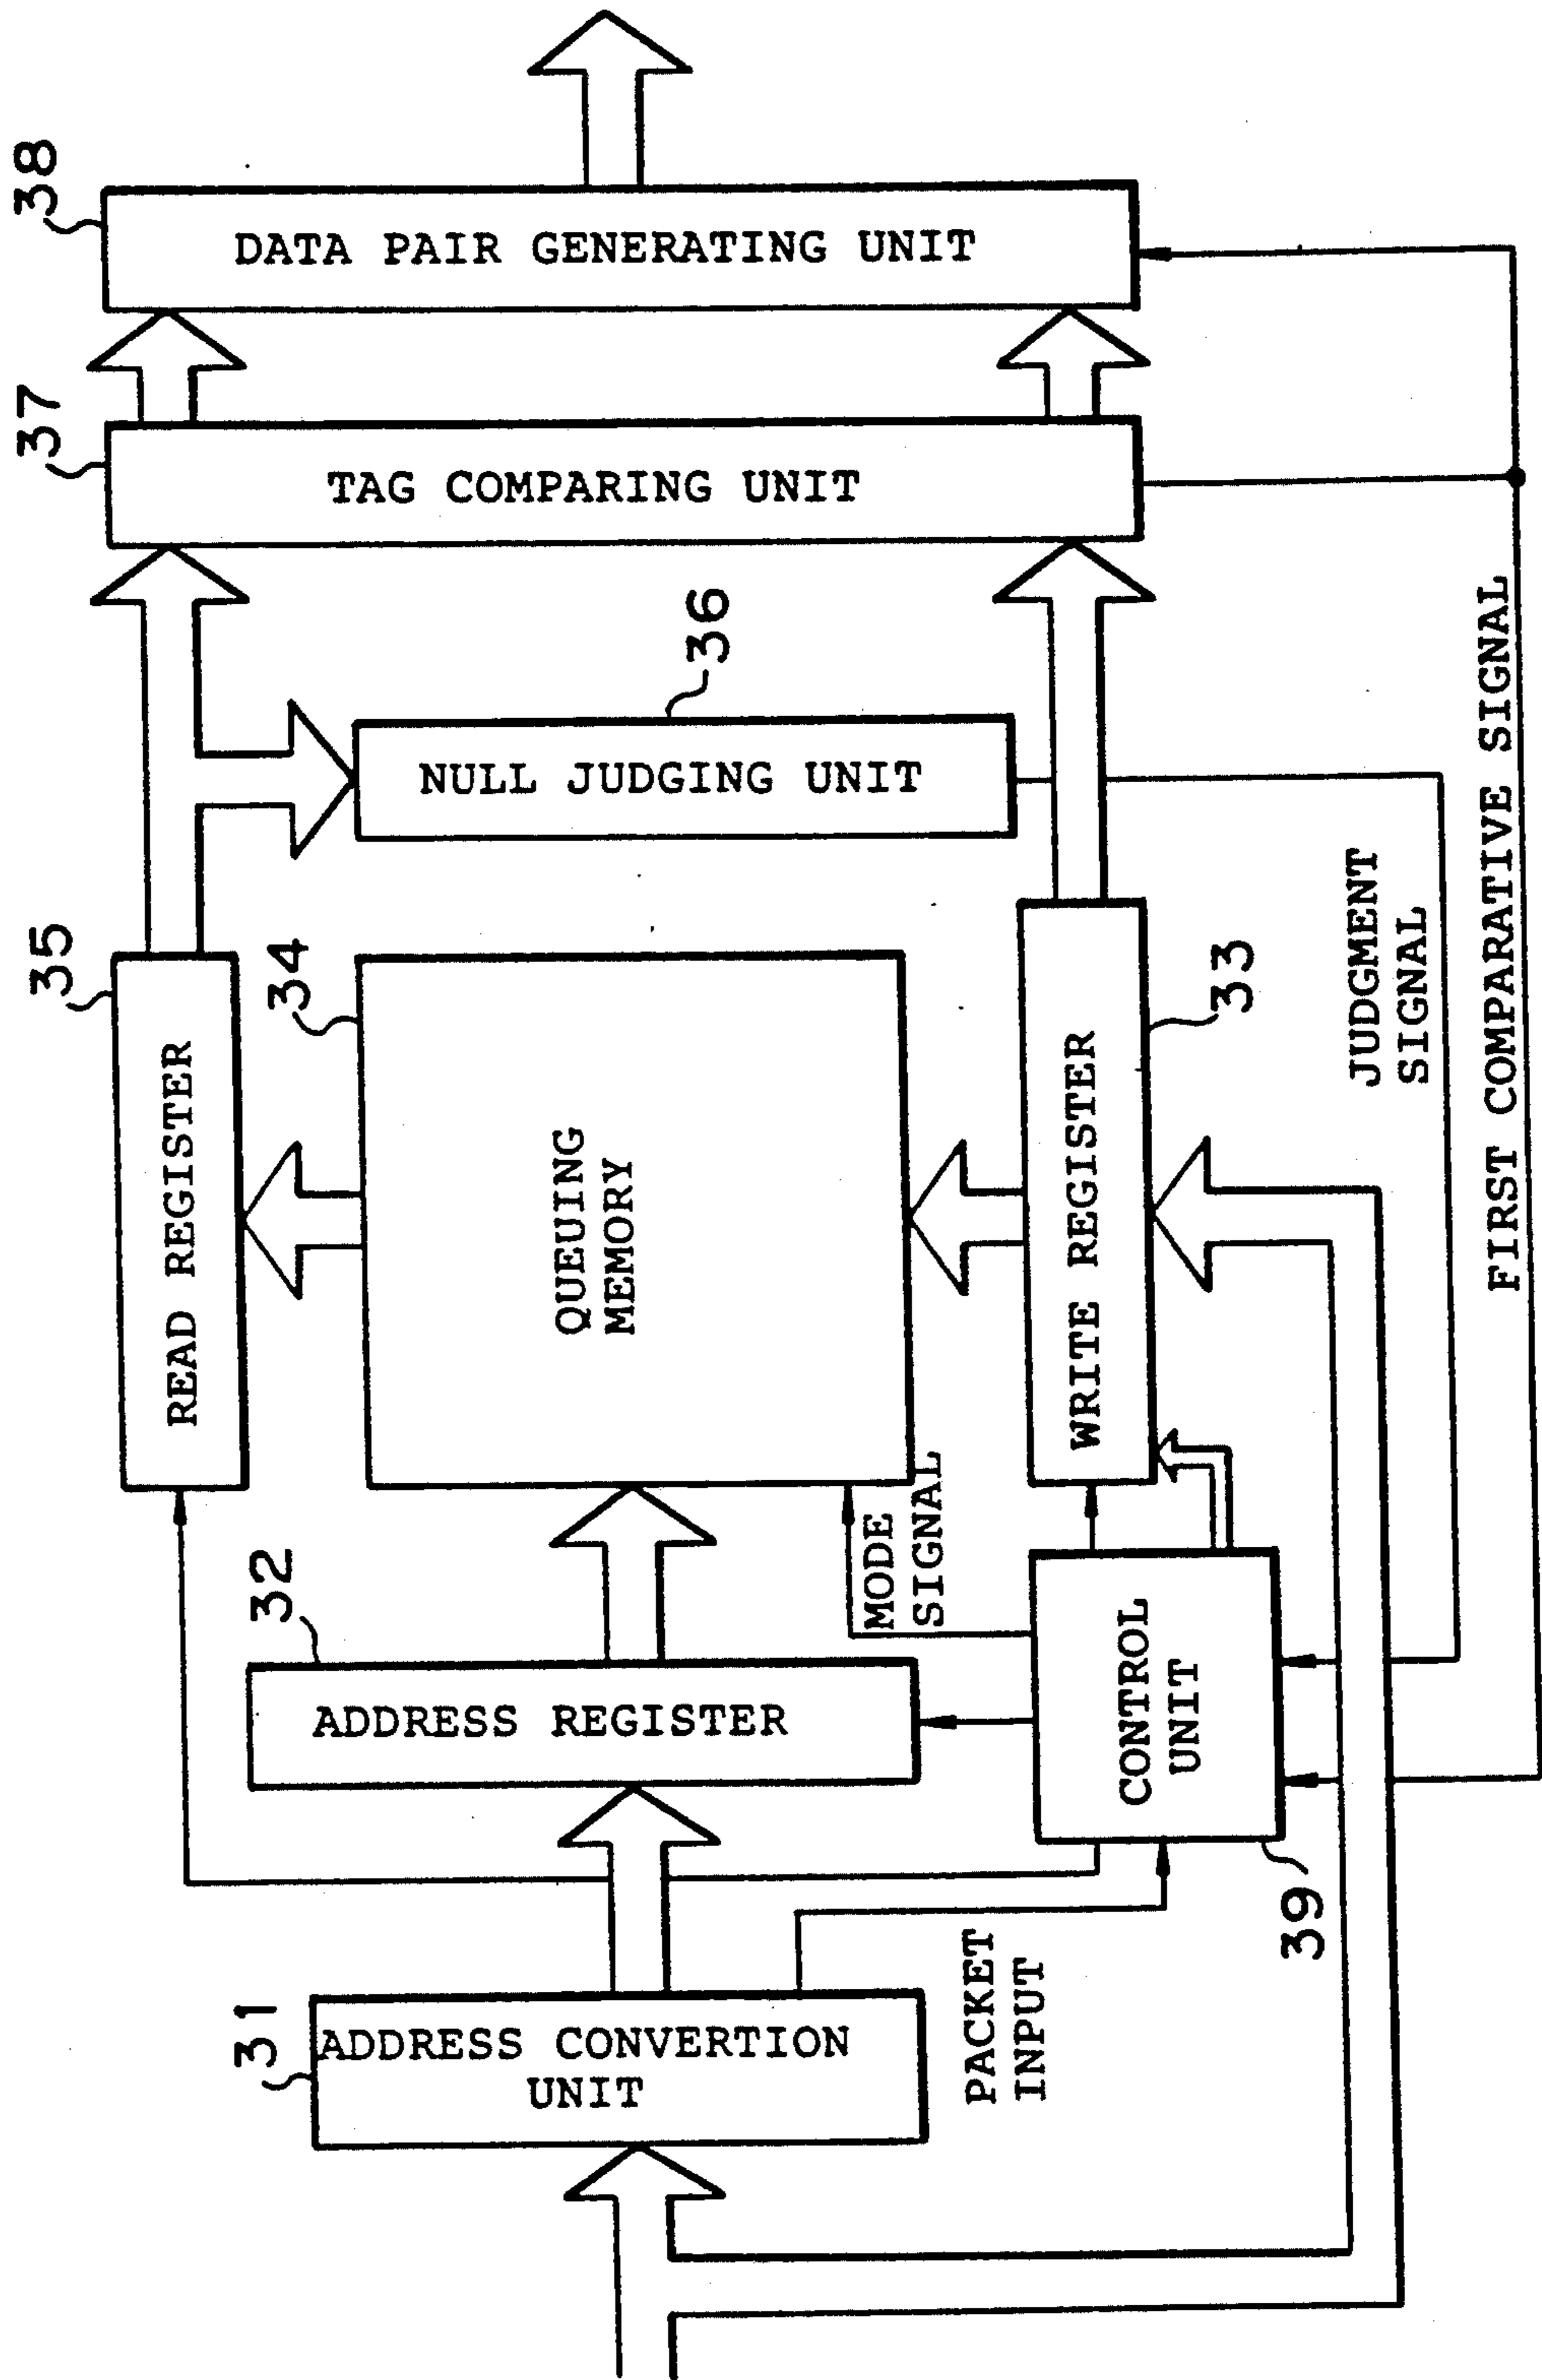 38
DATA PAIR GENERATING UNIT
37
TAG COMPARING UNIT
36
NULL JUDGING UNIT
35
READ REGISTER
34
QUEUING
MEMORY
33
WRITE REGISTER
JUDGMENT
SIGNAL
FIRST COMPARATIVE SIGNAL
32
ADDRESS REGISTER
MODE
SIGNAL
CONTROL
UNIT
39
31
ADDRESS CONVERTION
UNIT
PACKET
INPUT